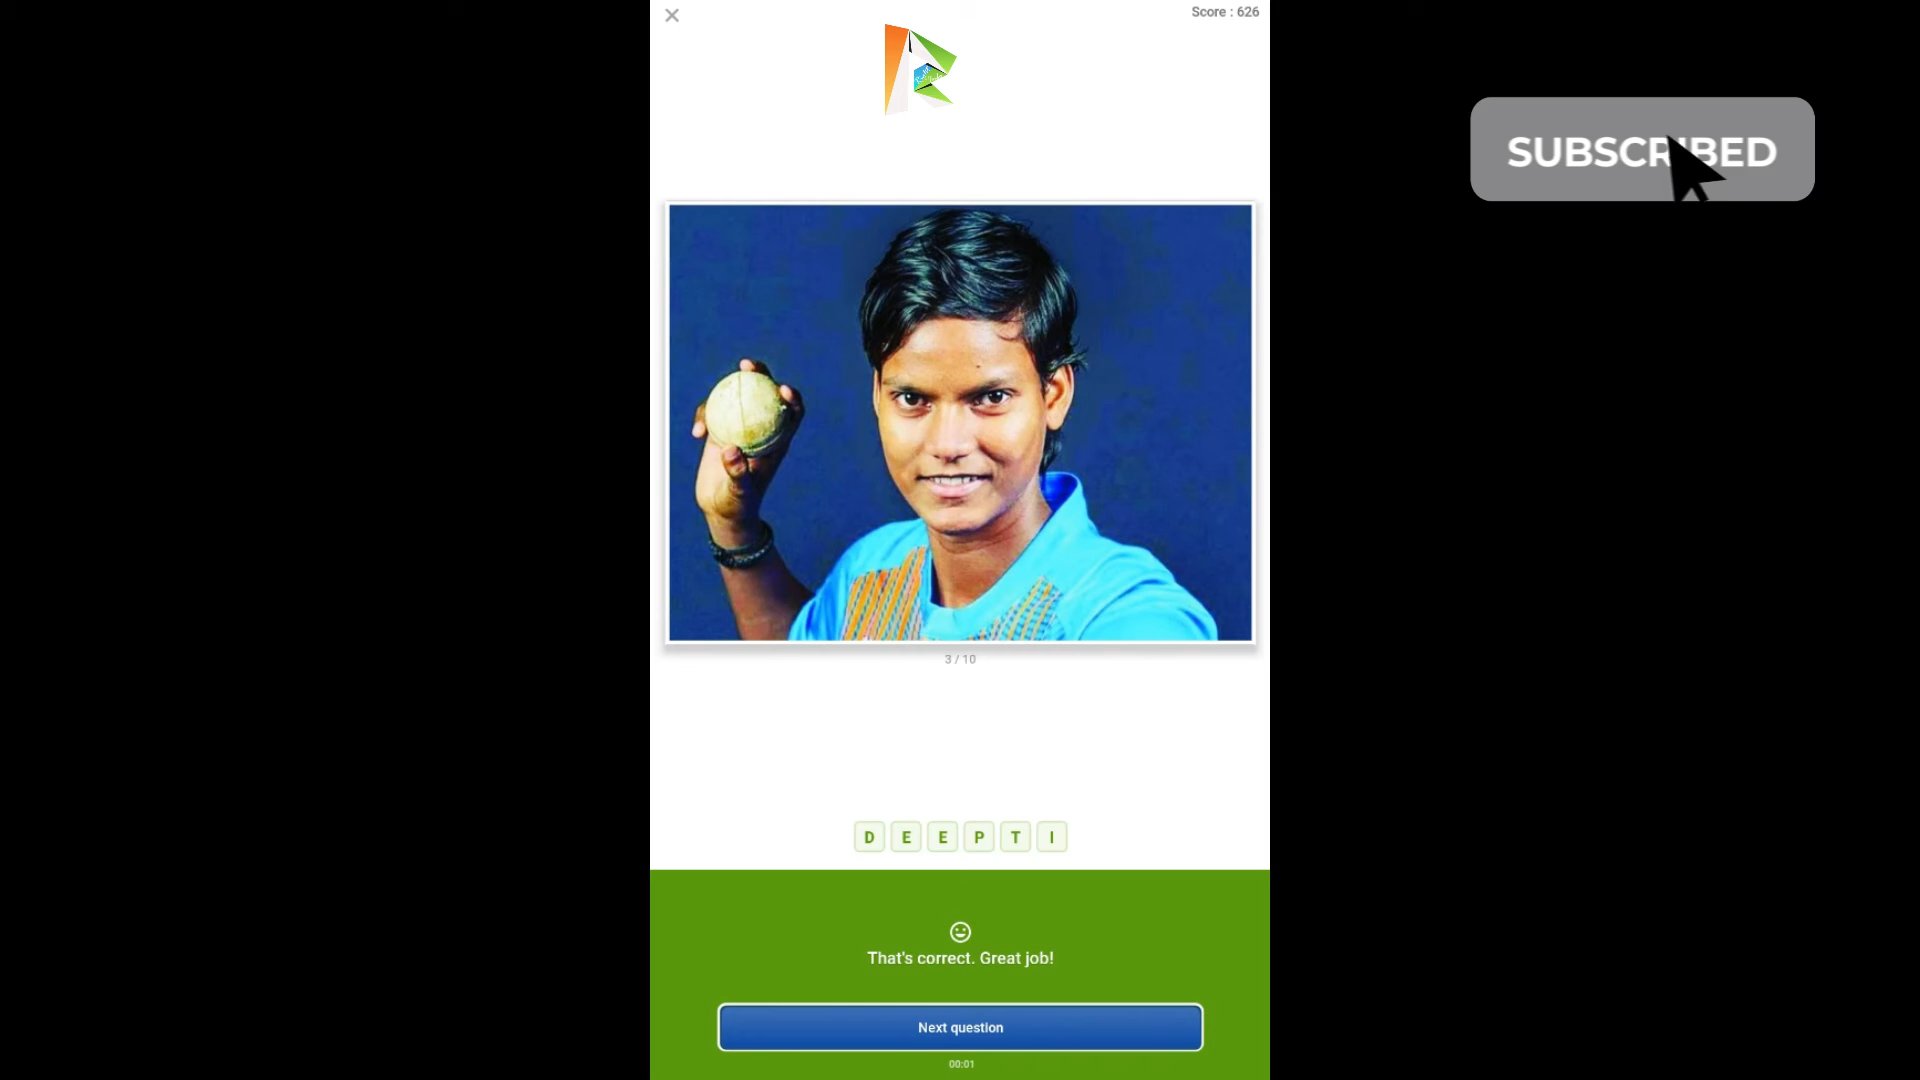 Score : 626
SUBSCRIBED
3 / 10
D E E P T I
That's correct. Great job!
Next question
00:01